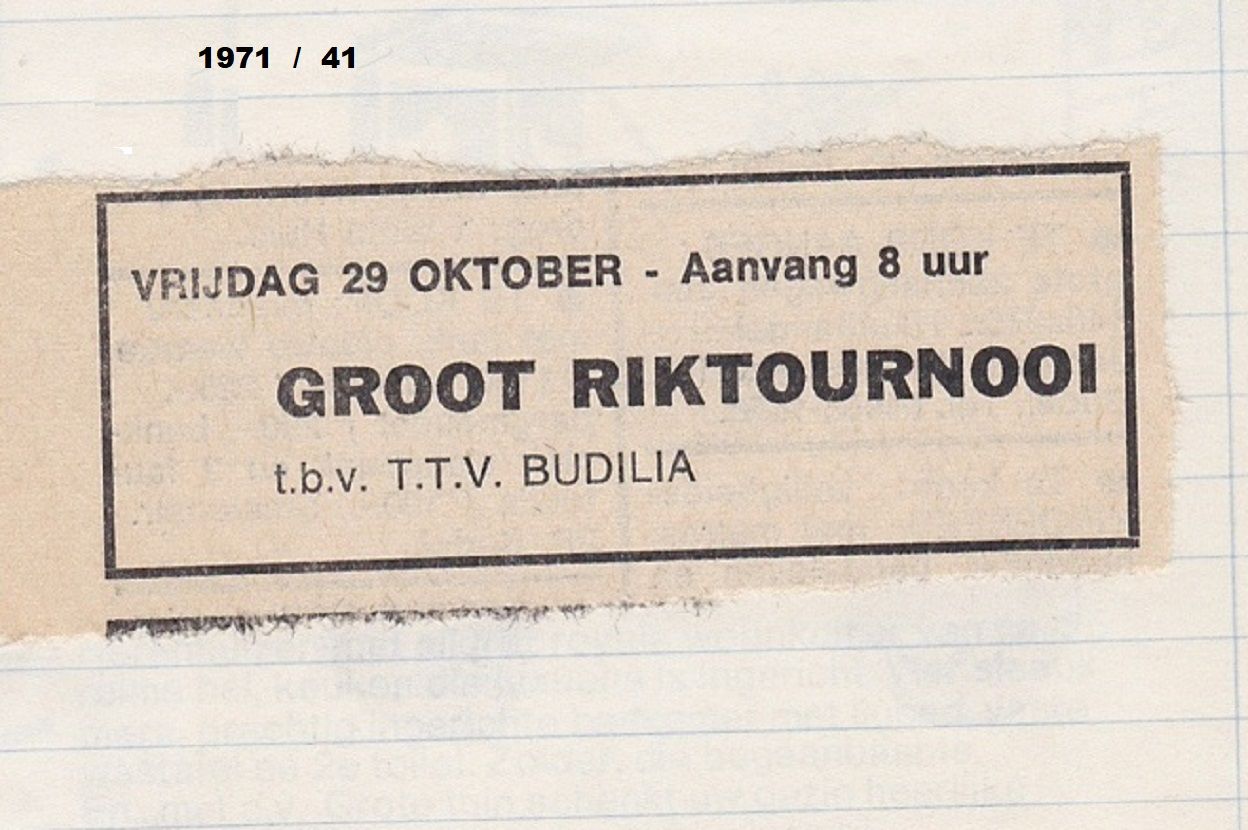 1971 / 41
VRIJDAG 29 OKTOBER - Aanvang 8 uur
GROOT RIKTOURNOOI
t.b.v. T.T.V. BUDILIA